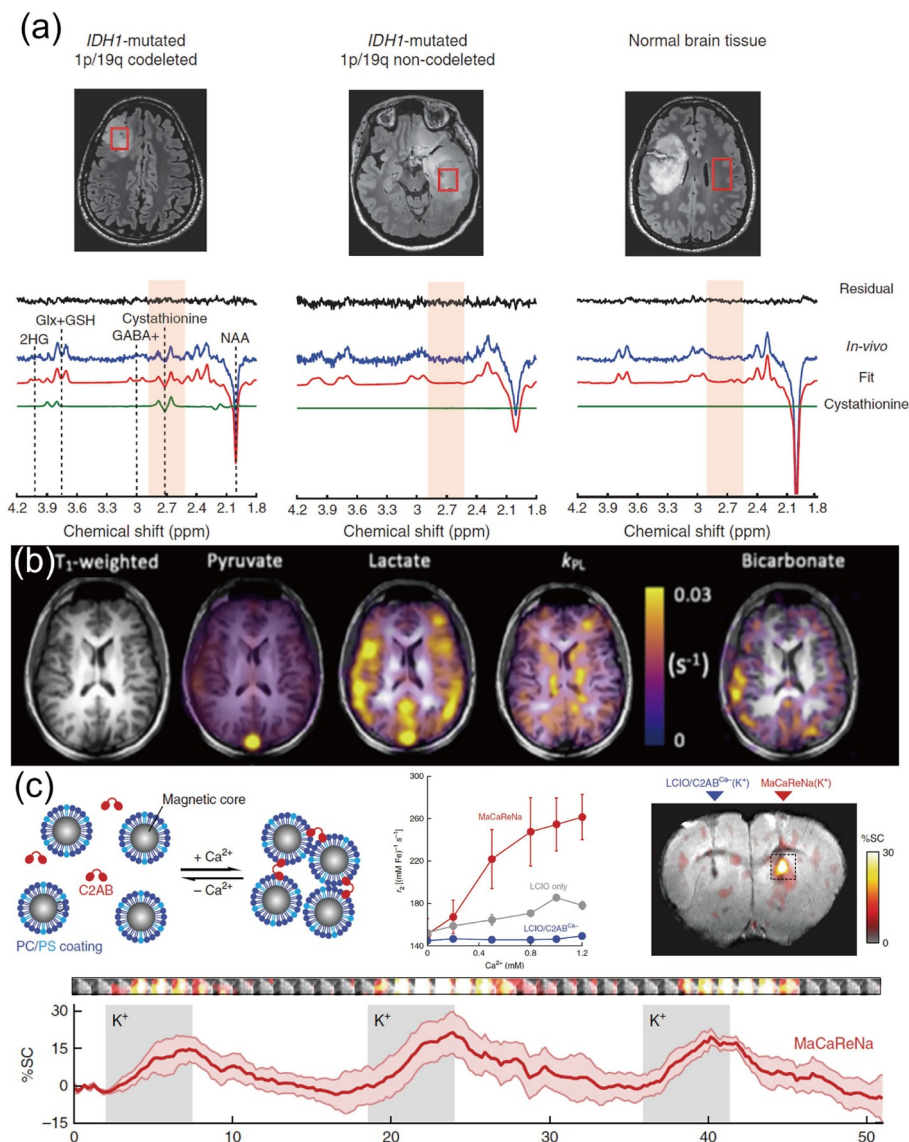 (a)
IDH1-mutated
1p/19q codeleted
IDH1-mutated
1p/19q non-codeleted
Normal brain tissue
Residual
Glx+GSH
Cystathionine
2HG
GABA+
NAA
In-vivo
Fit
Cystathionine
4.2 3.9 3.6 3.3 3.0 2.7 2.4 2.1 1.8
4.2 3.9 3.6 3.3 3.0 2.7 2.4 2.1 1.8
4.2 3.9 3.6 3.3 3.0 2.7 2.4 2.1 1.8
Chemical shift (ppm)
Chemical shift (ppm)
Chemical shift (ppm)
(b)
T₁-weighted
Pyruvate
Lactate
kPL
Bicarbonate
0.03
(s⁻¹)
0
(c)
Magnetic core
+ Ca²⁺
− Ca²⁺
C2AB
PC/PS coating
300
260
220
180
140
r₂ [(mM Fe)⁻¹ s⁻¹]
MaCaReNa
LCIO only
LCIO/C2ABCa−
0 0.4 0.8 1.2
Ca²⁺ (mM)
LCIO/C2ABCa−(K⁺)
MaCaReNa(K⁺)
%SC
30
0
30
15
0
−15
%SC
K⁺
K⁺
K⁺
MaCaReNa
0 10 20 30 40 50